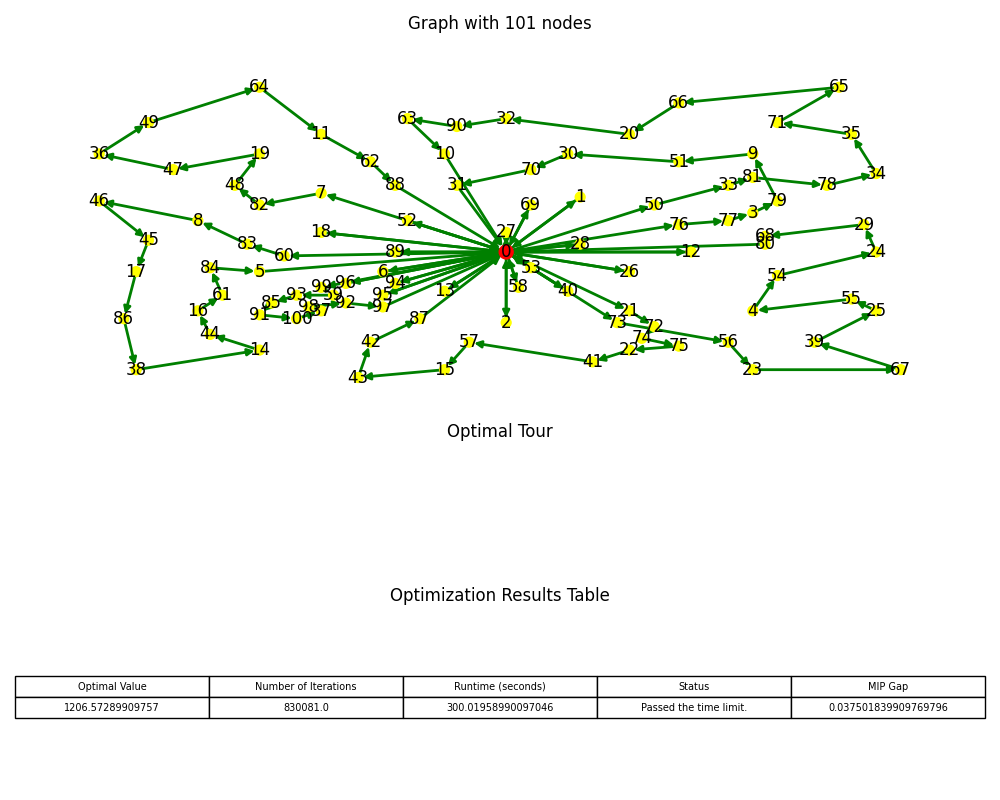 Graph with 101 nodes
64 65
66
49 63 90 32 71
11 20 35
36 19 62 10 30 51 9
47 70 34
48 88 31 33 81 78
46 82 7 69 1 50 79
8 52 76 77 3
18 27 68 29
45 83 28 80
60 89 0 12 24
17 84 5 6 53 26 54
99 96 94 58 40
61 93 59 95 13
85 98 92 97 55
86 16 91 100 37 87 2 73 21 4 25
44 72
42 57 74 56 39
14 22 75
38 43 15 41 23 67
Optimal Tour
Optimization Results Table
Optimal Value Number of Iterations Runtime (seconds) Status MIP Gap
1206.57289909757 830081.0 300.01958990097046 Passed the time limit. 0.037501839909769796